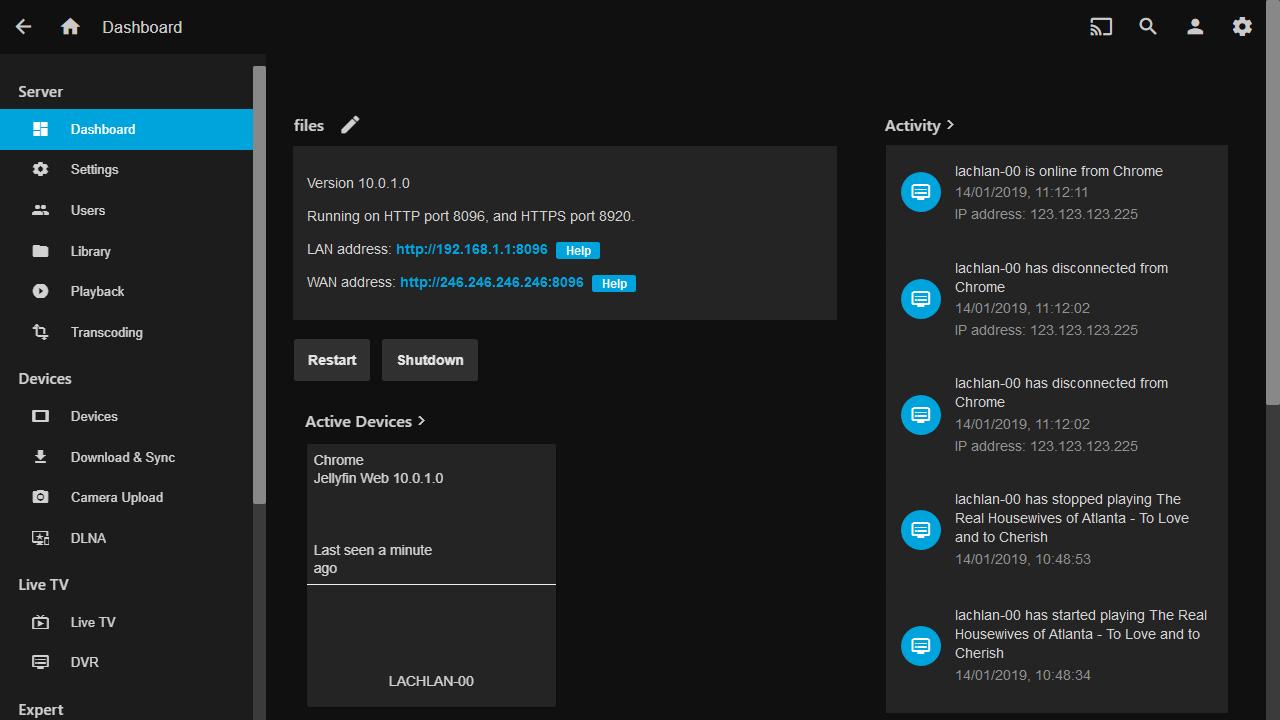 Dashboard
Server
Dashboard
Settings
Users
Library
Playback
Transcoding
Devices
Devices
Download & Sync
Camera Upload
DLNA
Live TV
Live TV
DVR
Expert
files
Version 10.0.1.0
Running on HTTP port 8096, and HTTPS port 8920.
LAN address: http://192.168.1.1:8096 Help
WAN address: http://246.246.246.246:8096 Help
Restart Shutdown
Active Devices
Chrome
Jellyfin Web 10.0.1.0
Last seen a minute
ago
LACHLAN-00
Activity
lachlan-00 is online from Chrome
14/01/2019, 11:12:11
IP address: 123.123.123.225
lachlan-00 has disconnected from
Chrome
14/01/2019, 11:12:02
IP address: 123.123.123.225
lachlan-00 has disconnected from
Chrome
14/01/2019, 11:12:02
IP address: 123.123.123.225
lachlan-00 has stopped playing The
Real Housewives of Atlanta - To Love
and to Cherish
14/01/2019, 10:48:53
lachlan-00 has started playing The Real
Housewives of Atlanta - To Love and to
Cherish
14/01/2019, 10:48:34